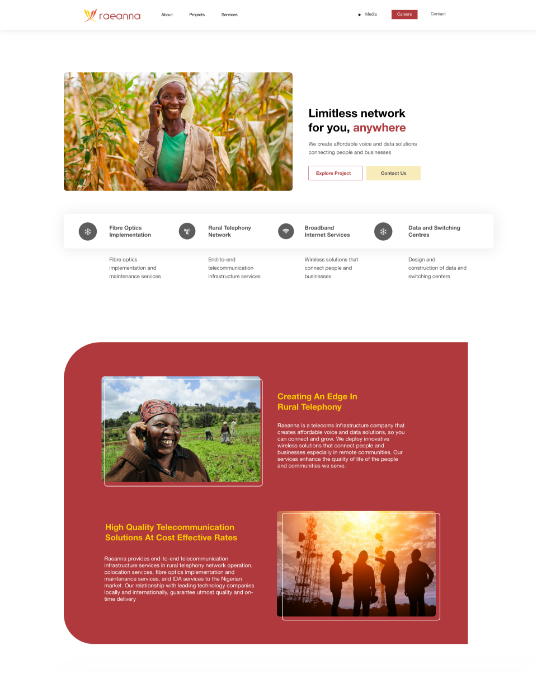 raeanna
About Projects Services
Media Careers Contact
Limitless network
for you, anywhere
We create affordable voice and data solutions
connecting people and businesses
Explore Project Contact Us
Fibre Optics
Implementation
Rural Telephony
Network
Broadband
Internet Services
Data and Switching
Centres
Fibre optics
implementation and
maintenance services
End-to-end
telecommunication
infrastructure services
Wireless solutions that
connect people and
businesses
Design and
construction of data and
switching centers
Creating An Edge In
Rural Telephony
Raeanna is a telecoms infrastructure company that
creates affordable voice and data solutions, so you
can connect and grow. We deploy innovative
wireless solutions that connect people and
businesses especially in remote communities. Our
services enhance the quality of life of the people
and communities we serve.
High Quality Telecommunication
Solutions At Cost Effective Rates
Raeanna provides end-to-end telecommunication
infrastructure services in rural telephony network operation,
colocation services, fibre optics implementation and
maintenance services, and IDA services to the Nigerian
market. Our relationship with leading technology companies
locally and internationally, guarantee utmost quality and on-
time delivery